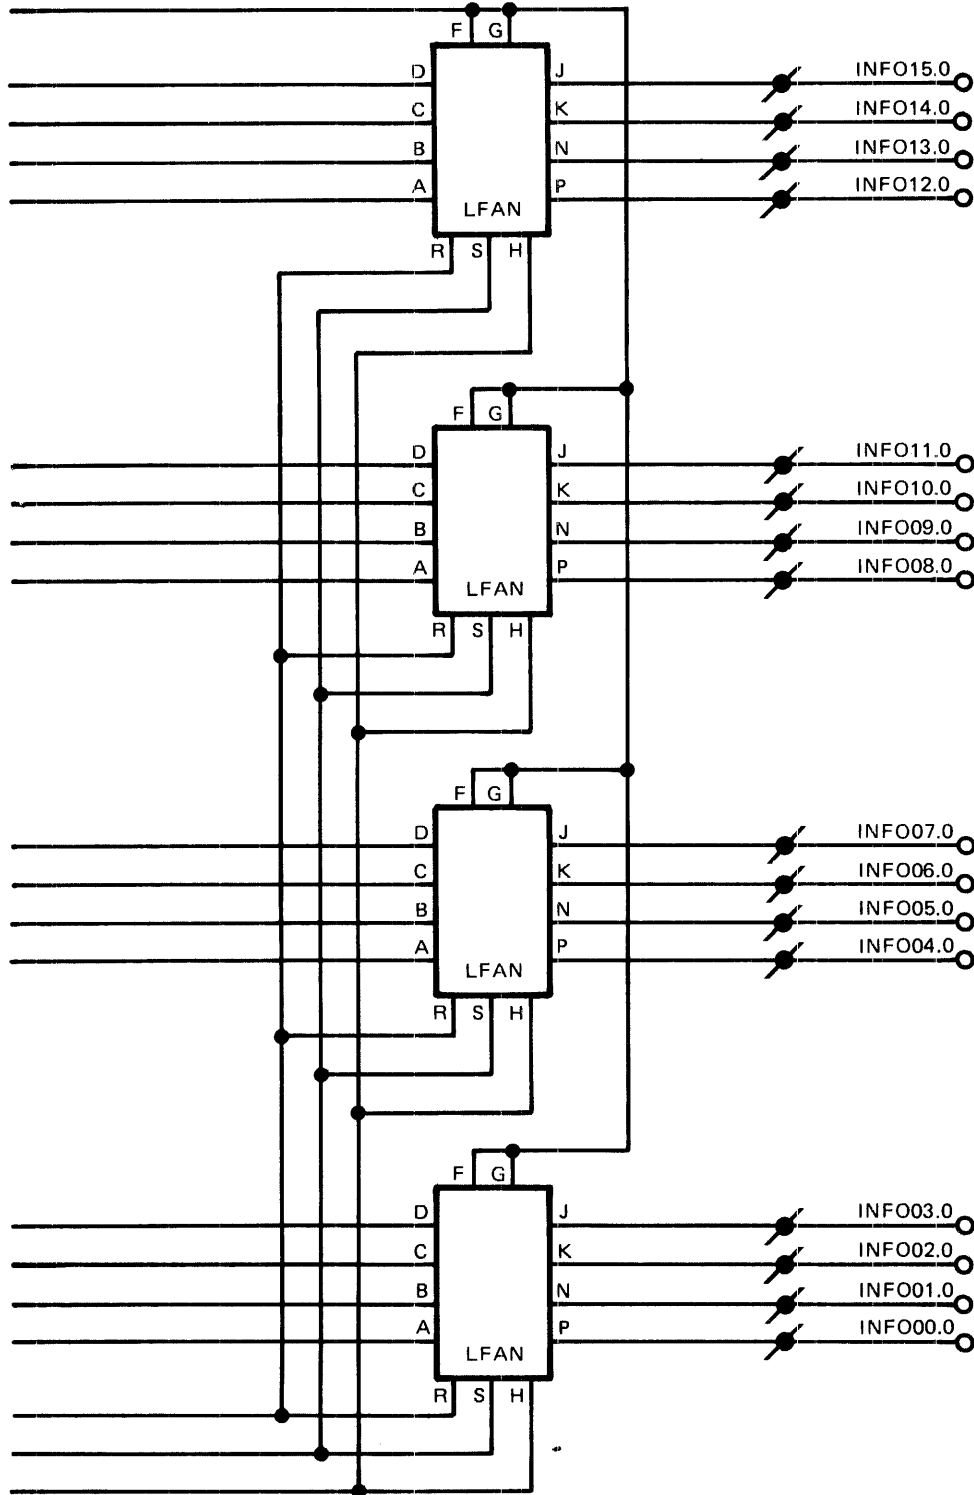 F G
D J INFO15.0
C K INFO14.0
B N INFO13.0
A P INFO12.0
LFAN
R S H
F G
D J INFO11.0
C K INFO10.0
B N INFO09.0
A P INFO08.0
LFAN
R S H
F G
D J INFO07.0
C K INFO06.0
B N INFO05.0
A P INFO04.0
LFAN
R S H
F G
D J INFO03.0
C K INFO02.0
B N INFO01.0
A P INFO00.0
LFAN
R S H